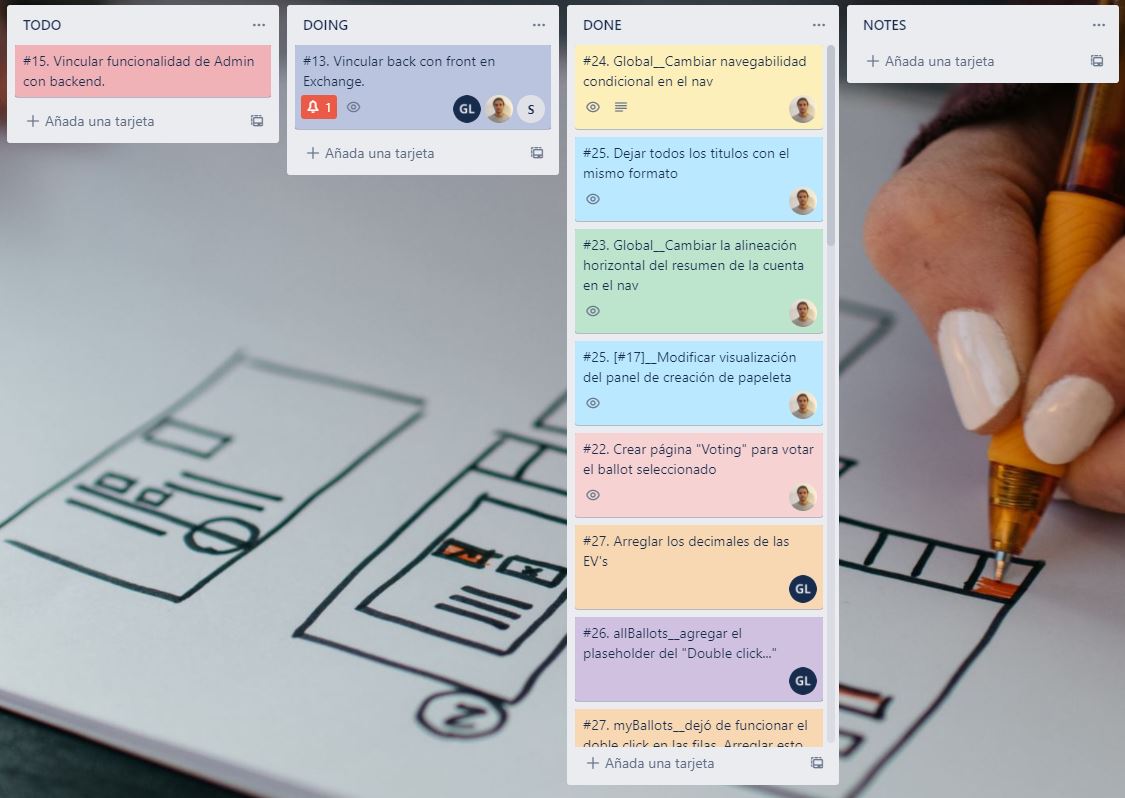 TODO
#15. Vincular funcionalidad de Admin
con backend.
Añada una tarjeta
DOING
#13. Vincular back con front en
Exchange.
1
GL
S
Añada una tarjeta
DONE
#24. Global__Cambiar navegabilidad
condicional en el nav
#25. Dejar todos los titulos con el
mismo formato
#23. Global__Cambiar la alineación
horizontal del resumen de la cuenta
en el nav
#25. [#17]__Modificar visualización
del panel de creación de papeleta
#22. Crear página "Voting" para votar
el ballot seleccionado
#27. Arreglar los decimales de las
EV's
GL
#26. allBallots__agregar el
plaseholder del "Double click..."
GL
#27. myBallots__dejó de funcionar el
doble click en las filas. Arreglar esto
Añada una tarjeta
NOTES
Añada una tarjeta
2